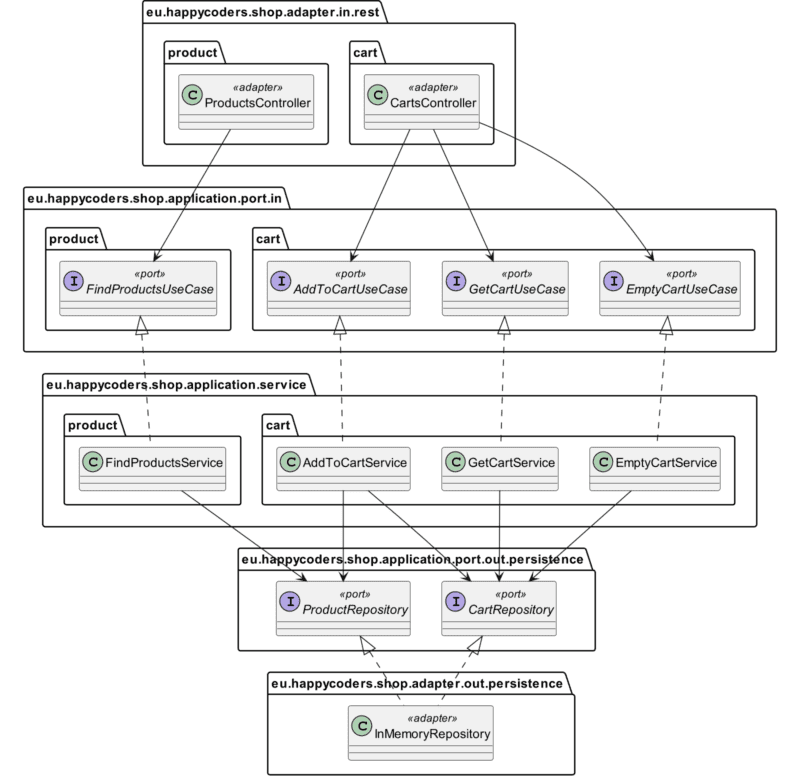 eu.happycoders.shop.adapter.in.rest
product
cart
C
«adapter»
ProductsController
C
«adapter»
CartsController
eu.happycoders.shop.application.port.in
product
cart
I
«port»
FindProductsUseCase
I
«port»
AddToCartUseCase
I
«port»
GetCartUseCase
I
«port»
EmptyCartUseCase
eu.happycoders.shop.application.service
product
cart
C FindProductsService
C AddToCartService
C GetCartService
C EmptyCartService
eu.happycoders.shop.application.port.out.persistence
I
«port»
ProductRepository
I
«port»
CartRepository
eu.happycoders.shop.adapter.out.persistence
C
«adapter»
InMemoryRepository